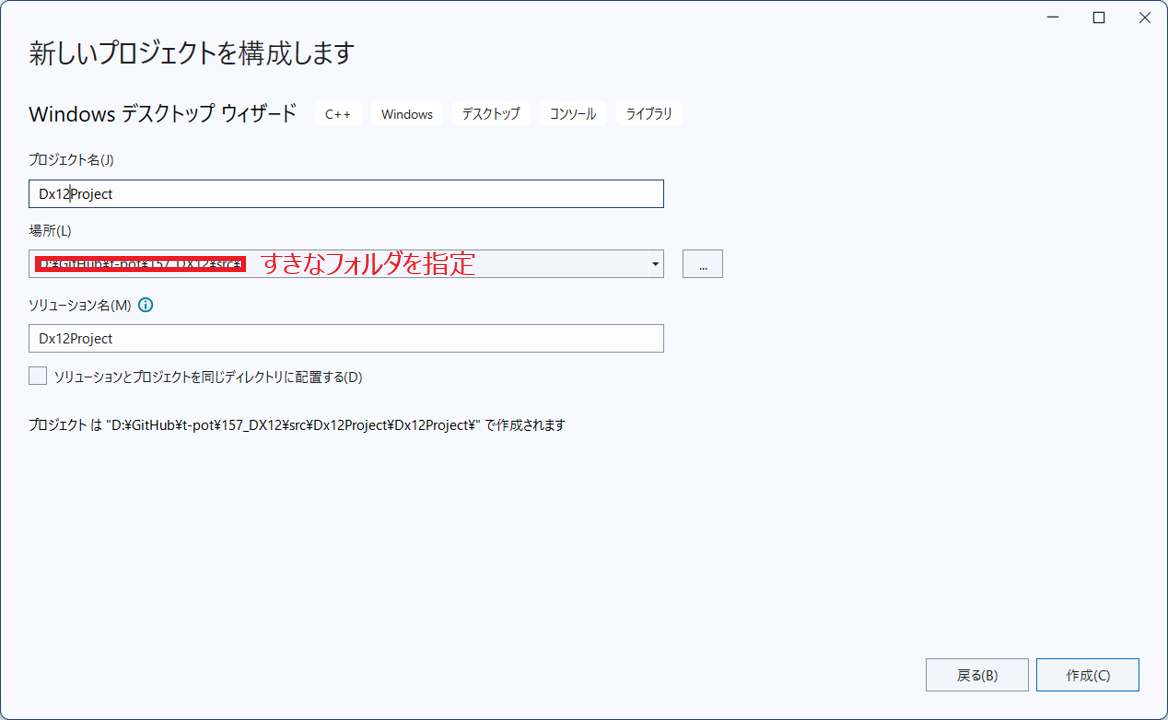 新しいプロジェクトを構成します
Windows デスクトップ ウィザード C++ Windows デスクトップ コンソール ライブラリ
プロジェクト名(J)
Dx12Project
場所(L)
D:¥GitHub¥t-pot¥157_DX12¥src¥ すきなフォルダを指定 ...
ソリューション名(M)
Dx12Project
ソリューションとプロジェクトを同じディレクトリに配置する(D)
プロジェクト は "D:¥GitHub¥t-pot¥157_DX12¥src¥Dx12Project¥Dx12Project¥" で作成されます
戻る(B) 作成(C)